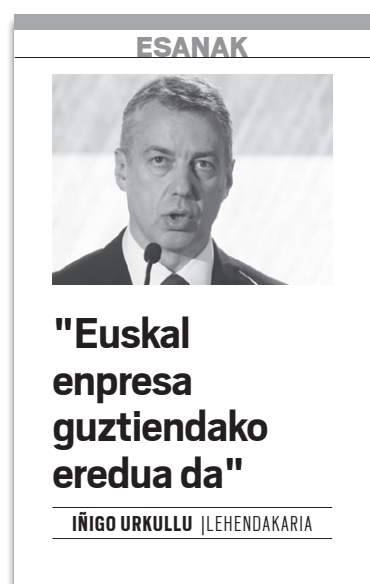 ESANAK
"Euskal
enpresa
guztiendako
eredua da"
IÑIGO URKULLU |LEHENDAKARIA